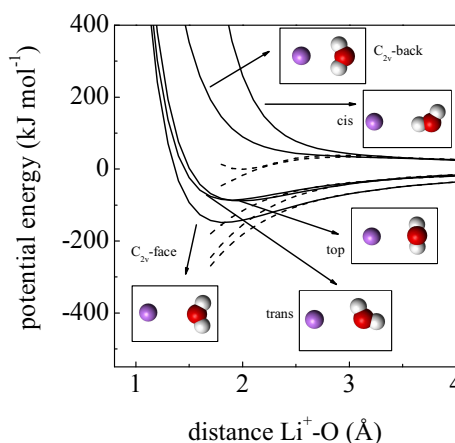 400
200
0
-200
-400
potential energy (kJ mol⁻¹)
C₂ᵥ-back
cis
top
C₂ᵥ-face
trans
1
2
3
4
distance Li⁺-O (Å)